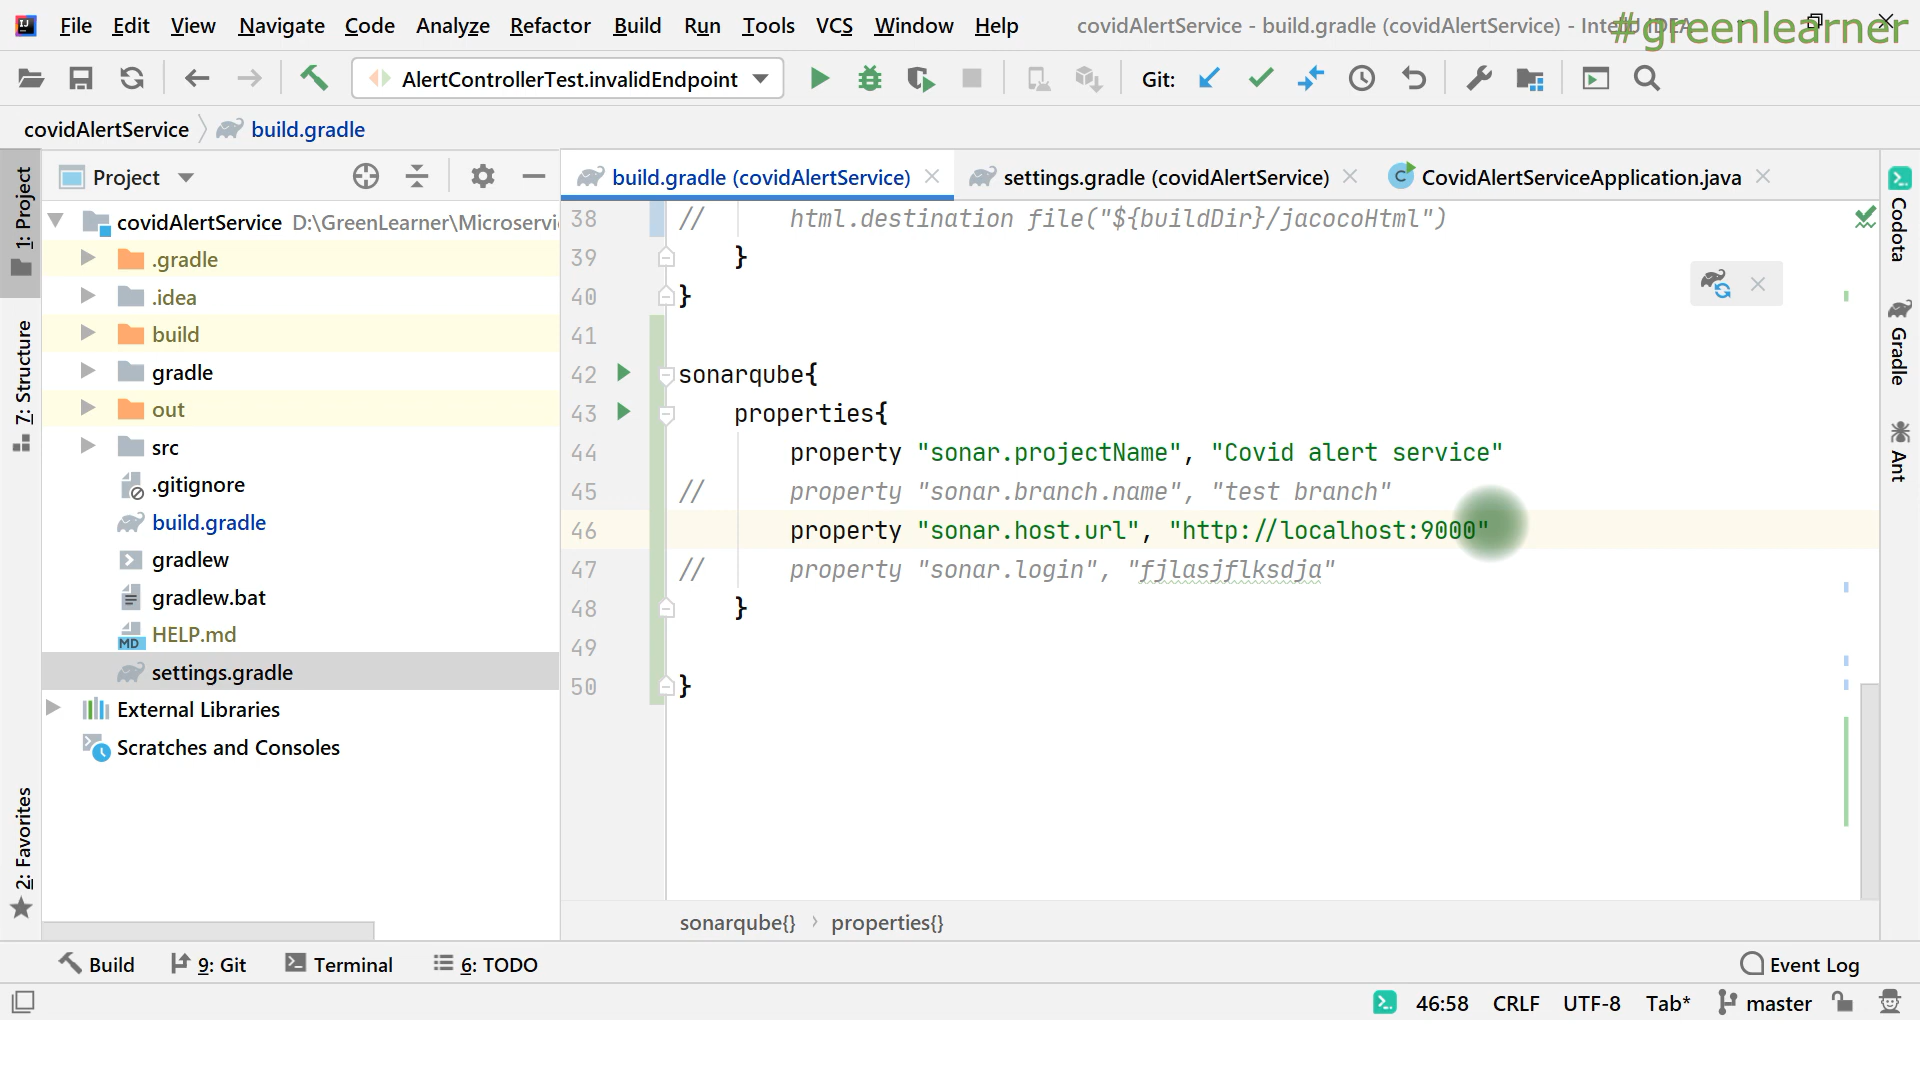 File Edit View Navigate Code Analyze Refactor Build Run Tools VCS Window Help covidAlertService - build.gradle (covidAlertService) - IntelliJ IDEA
#greenlearner
AlertControllerTest.invalidEndpoint Git:
covidAlertService build.gradle
1: Project
7: Structure
2: Favorites
Project
covidAlertService D:\GreenLearner\Microservi
.gradle
.idea
build
gradle
out
src
.gitignore
build.gradle
gradlew
gradlew.bat
MD HELP.md
settings.gradle
External Libraries
Scratches and Consoles
build.gradle (covidAlertService) settings.gradle (covidAlertService) CovidAlertServiceApplication.java
38 // html.destination file("${buildDir}/jacocoHtml")
39 }
40 }
41
42 sonarqube{
43 properties{
44 property "sonar.projectName", "Covid alert service"
45 // property "sonar.branch.name", "test branch"
46 property "sonar.host.url", "http://localhost:9000"
47 // property "sonar.login", "fjlasjflksdja"
48 }
49
50 }
sonarqube{} › properties{}
Codota
Gradle
Ant
Build 9: Git Terminal 6: TODO Event Log
46:58 CRLF UTF-8 Tab* master